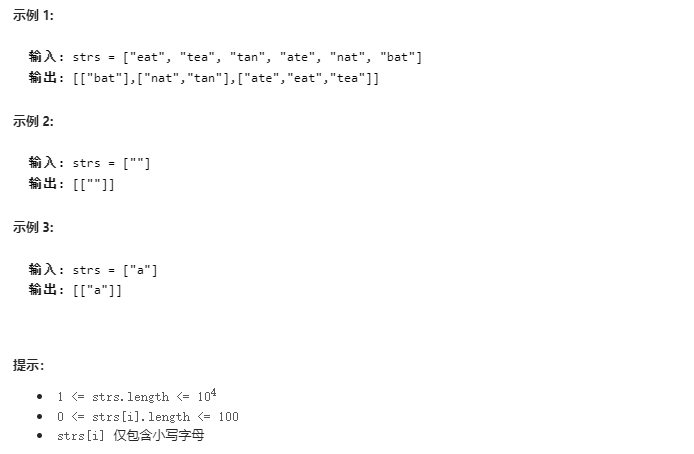 示例 1:
输入: strs = ["eat", "tea", "tan", "ate", "nat", "bat"]
输出: [["bat"],["nat","tan"],["ate","eat","tea"]]
示例 2:
输入: strs = [""]
输出: [[""]]
示例 3:
输入: strs = ["a"]
输出: [["a"]]
提示：
• 1 <= strs.length <= 10⁴
• 0 <= strs[i].length <= 100
• strs[i] 仅包含小写字母